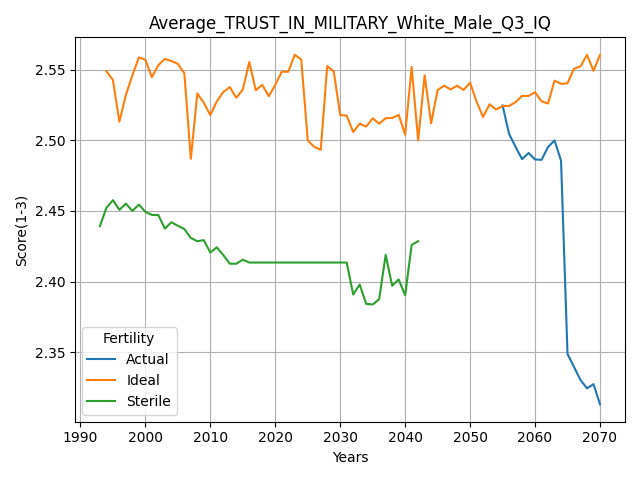 Average_TRUST_IN_MILITARY_White_Male_Q3_IQ
Score(1-3)
2.55
2.50
2.45
2.40
2.35
Fertility
Actual
Ideal
Sterile
1990 2000 2010 2020 2030 2040 2050 2060 2070
Years